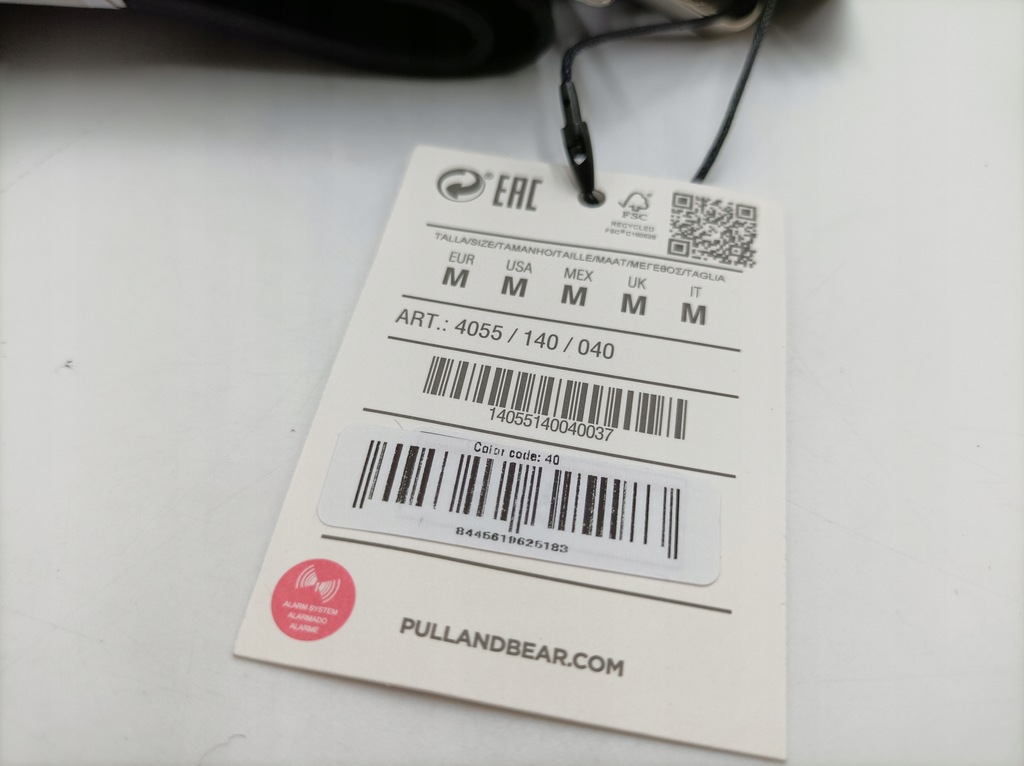 ® EAC
FSC
RECYCLED
TALLA/SIZE/TAMANHO/TAILLE/MAAT/ΜΕΓΕΘΟΣ/TAGLIA
EUR USA MEX UK IT
M M M M M
ART.: 4055 / 140 / 040
14055140040037
Color code: 40
8445619625183
ALARM SYSTEM
ALARMADO
ALARME
PULLANDBEAR.COM